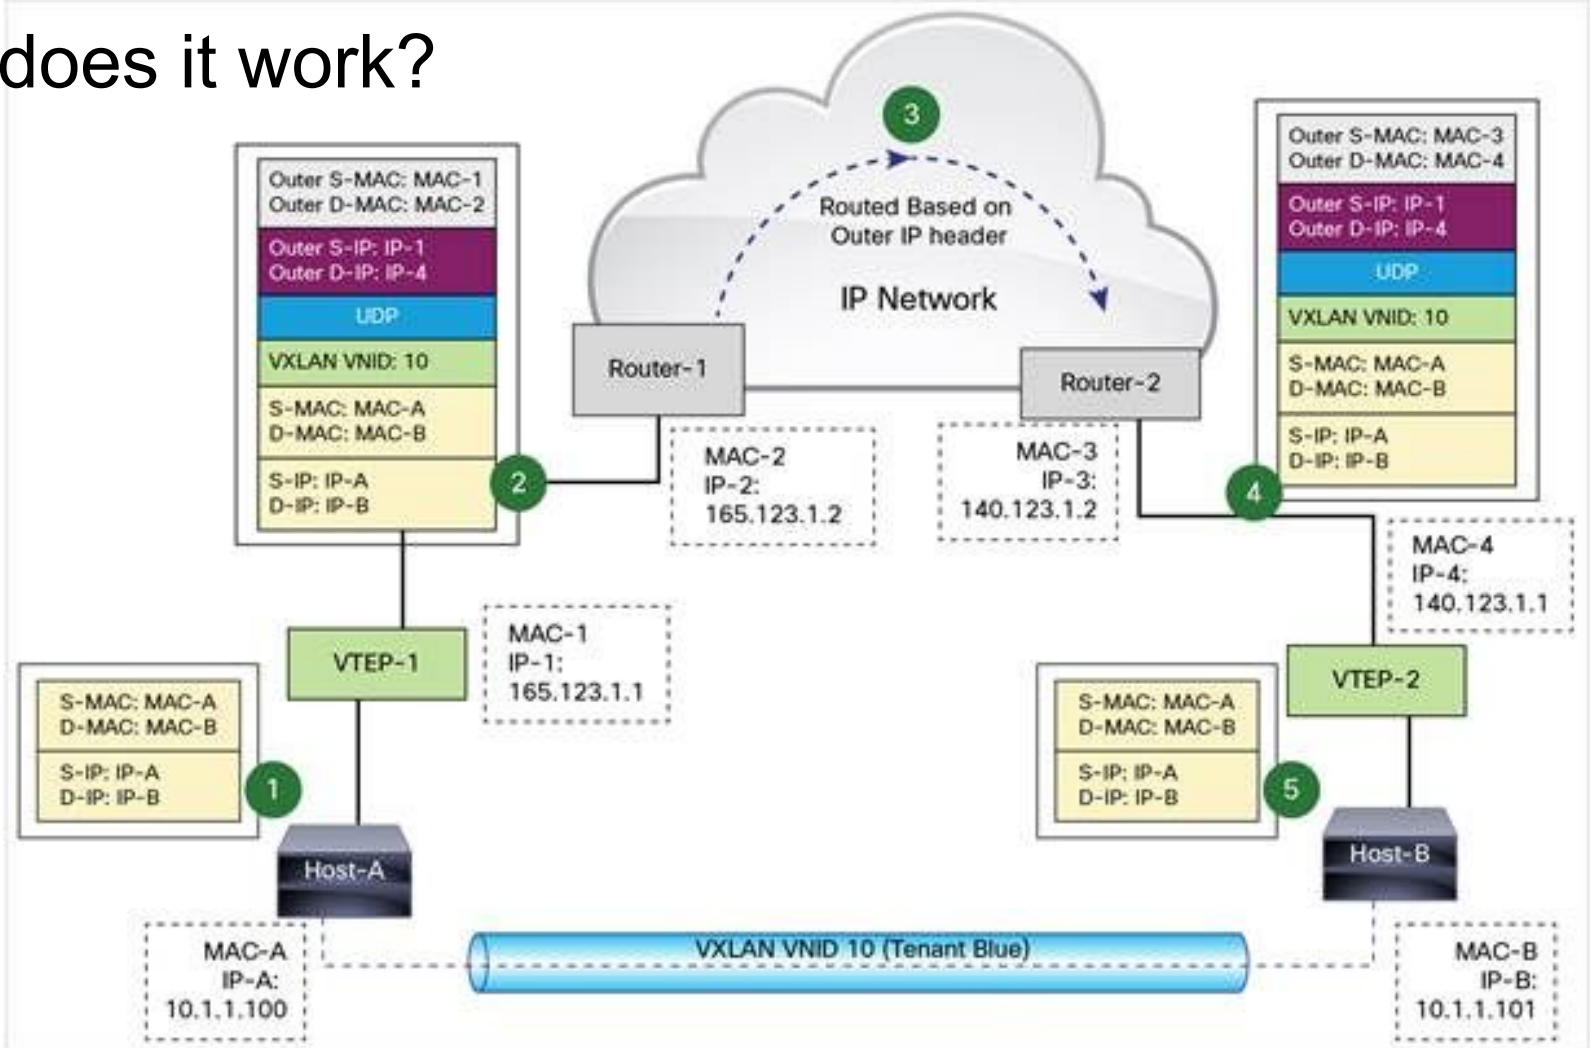 does it work?
3
Routed Based on
Outer IP header
IP Network
Outer S-MAC: MAC-1
Outer D-MAC: MAC-2
Outer S-IP: IP-1
Outer D-IP: IP-4
UDP
VXLAN VNID: 10
S-MAC: MAC-A
D-MAC: MAC-B
S-IP: IP-A
D-IP: IP-B
2
Router-1
Router-2
MAC-2
IP-2:
165.123.1.2
MAC-3
IP-3:
140.123.1.2
Outer S-MAC: MAC-3
Outer D-MAC: MAC-4
Outer S-IP: IP-1
Outer D-IP: IP-4
UDP
VXLAN VNID: 10
S-MAC: MAC-A
D-MAC: MAC-B
S-IP: IP-A
D-IP: IP-B
4
MAC-4
IP-4:
140.123.1.1
VTEP-1
MAC-1
IP-1:
165.123.1.1
VTEP-2
S-MAC: MAC-A
D-MAC: MAC-B
S-IP: IP-A
D-IP: IP-B
1
S-MAC: MAC-A
D-MAC: MAC-B
S-IP: IP-A
D-IP: IP-B
5
Host-A
Host-B
MAC-A
IP-A:
10.1.1.100
VXLAN VNID 10 (Tenant Blue)
MAC-B
IP-B:
10.1.1.101